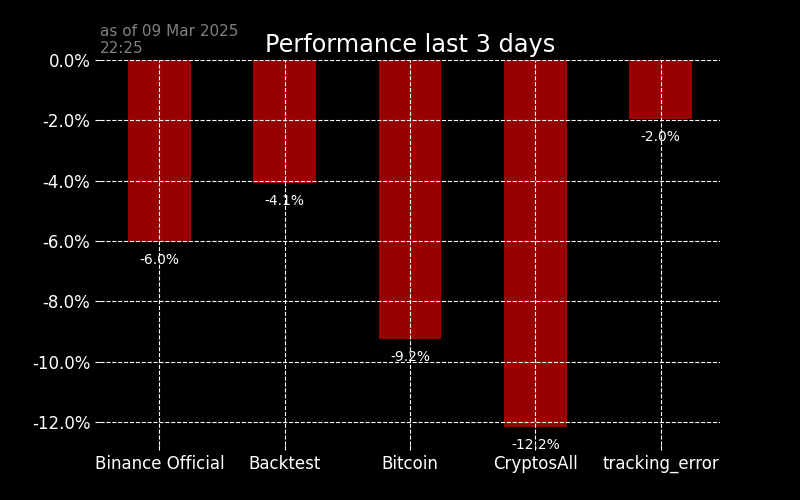 as of 09 Mar 2025
22:25
Performance last 3 days
0.0%
-2.0%
-4.0%
-6.0%
-8.0%
-10.0%
-12.0%
-6.0%
-4.1%
-9.2%
-12.2%
-2.0%
Binance Official
Backtest
Bitcoin
CryptosAll
tracking_error